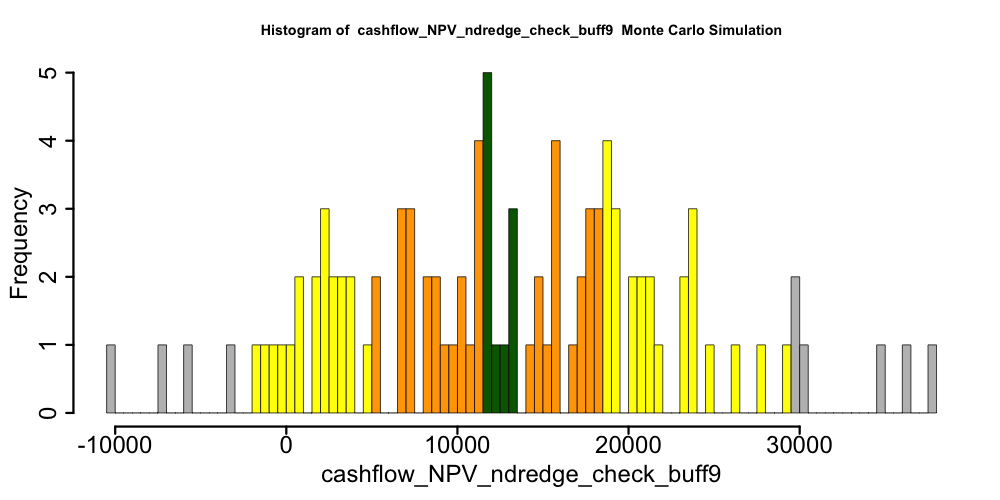 Histogram of  cashflow_NPV_ndredge_check_buff9  Monte Carlo Simulation
5
4
3
2
1
0
Frequency
-10000 0 10000 20000 30000
cashflow_NPV_ndredge_check_buff9